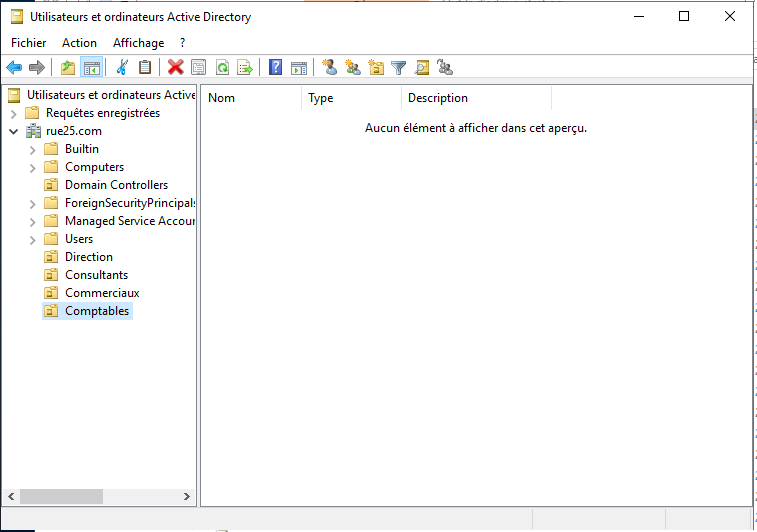 Utilisateurs et ordinateurs Active Directory
Fichier Action Affichage ?
Utilisateurs et ordinateurs Active
Requêtes enregistrées
rue25.com
Builtin
Computers
Domain Controllers
ForeignSecurityPrincipals
Managed Service Accour
Users
Direction
Consultants
Commerciaux
Comptables
Nom Type Description
Aucun élément à afficher dans cet aperçu.